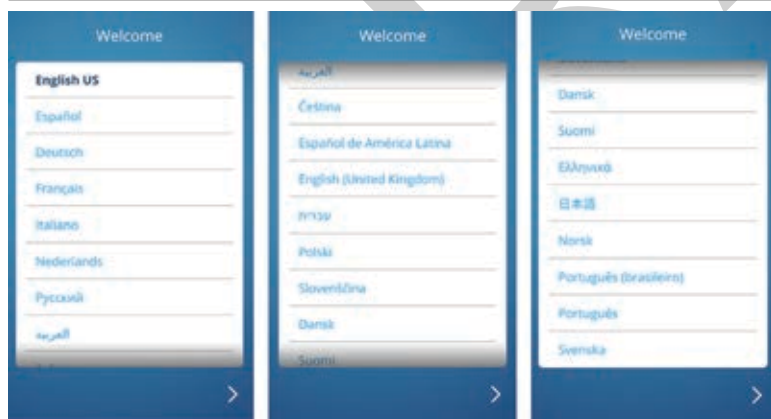 Welcome
English US
Español
Deutsch
Français
Italiano
Nederlands
Русский
العربية
Welcome
العربية
Čeština
Español de América Latina
English (United Kingdom)
עברית
Polski
Slovenščina
Dansk
Suomi
Welcome
Dansk
Suomi
Ελληνικά
日本語
Norsk
Português (brasileiro)
Português
Svenska